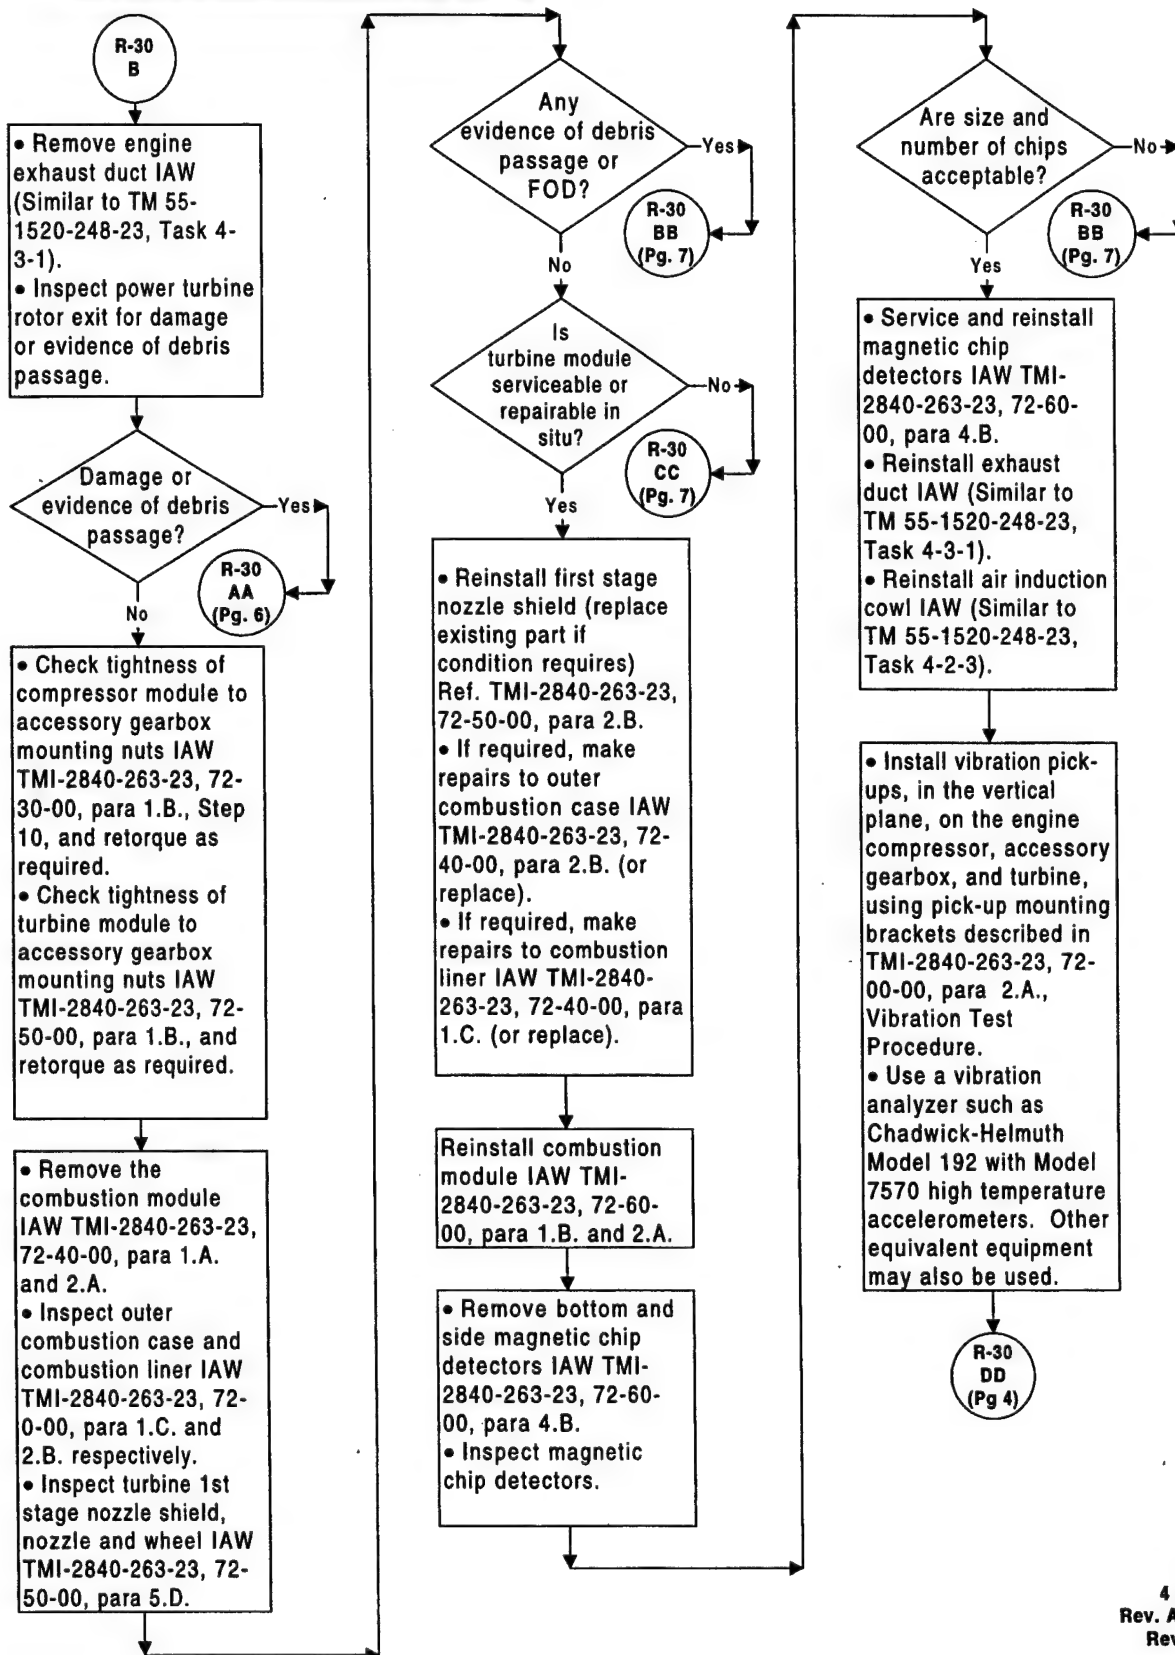 R-30
B
• Remove engine
exhaust duct IAW
(Similar to TM 55-
1520-248-23, Task 4-
3-1).
• Inspect power turbine
rotor exit for damage
or evidence of debris
passage.
Damage or
evidence of debris
passage?
Yes
R-30
AA
(Pg. 6)
No
• Check tightness of
compressor module to
accessory gearbox
mounting nuts IAW
TMI-2840-263-23, 72-
30-00, para 1.B., Step
10, and retorque as
required.
• Check tightness of
turbine module to
accessory gearbox
mounting nuts IAW
TMI-2840-263-23, 72-
50-00, para 1.B., and
retorque as required.
• Remove the
combustion module
IAW TMI-2840-263-23,
72-40-00, para 1.A.
and 2.A.
• Inspect outer
combustion case and
combustion liner IAW
TMI-2840-263-23, 72-
0-00, para 1.C. and
2.B. respectively.
• Inspect turbine 1st
stage nozzle shield,
nozzle and wheel IAW
TMI-2840-263-23, 72-
50-00, para 5.D.
Any
evidence of debris
passage or
FOD?
Yes
R-30
BB
(Pg. 7)
No
Is
turbine module
serviceable or
repairable in
situ?
No
R-30
CC
(Pg. 7)
Yes
• Reinstall first stage
nozzle shield (replace
existing part if
condition requires)
Ref. TMI-2840-263-23,
72-50-00, para 2.B.
• If required, make
repairs to outer
combustion case IAW
TMI-2840-263-23, 72-
40-00, para 2.B. (or
replace).
• If required, make
repairs to combustion
liner IAW TMI-2840-
263-23, 72-40-00, para
1.C. (or replace).
Reinstall combustion
module IAW TMI-
2840-263-23, 72-60-
00, para 1.B. and 2.A.
• Remove bottom and
side magnetic chip
detectors IAW TMI-
2840-263-23, 72-60-
00, para 4.B.
• Inspect magnetic
chip detectors.
Are size and
number of chips
acceptable?
No
R-30
BB
(Pg. 7)
Yes
• Service and reinstall
magnetic chip
detectors IAW TMI-
2840-263-23, 72-60-
00, para 4.B.
• Reinstall exhaust
duct IAW (Similar to
TM 55-1520-248-23,
Task 4-3-1).
• Reinstall air induction
cowl IAW (Similar to
TM 55-1520-248-23,
Task 4-2-3).
• Install vibration pick-
ups, in the vertical
plane, on the engine
compressor, accessory
gearbox, and turbine,
using pick-up mounting
brackets described in
TMI-2840-263-23, 72-
00-00, para 2.A.,
Vibration Test
Procedure.
• Use a vibration
analyzer such as
Chadwick-Helmuth
Model 192 with Model
7570 high temperature
accelerometers. Other
equivalent equipment
may also be used.
R-30
DD
(Pg 4)
4
Rev. A
Rev